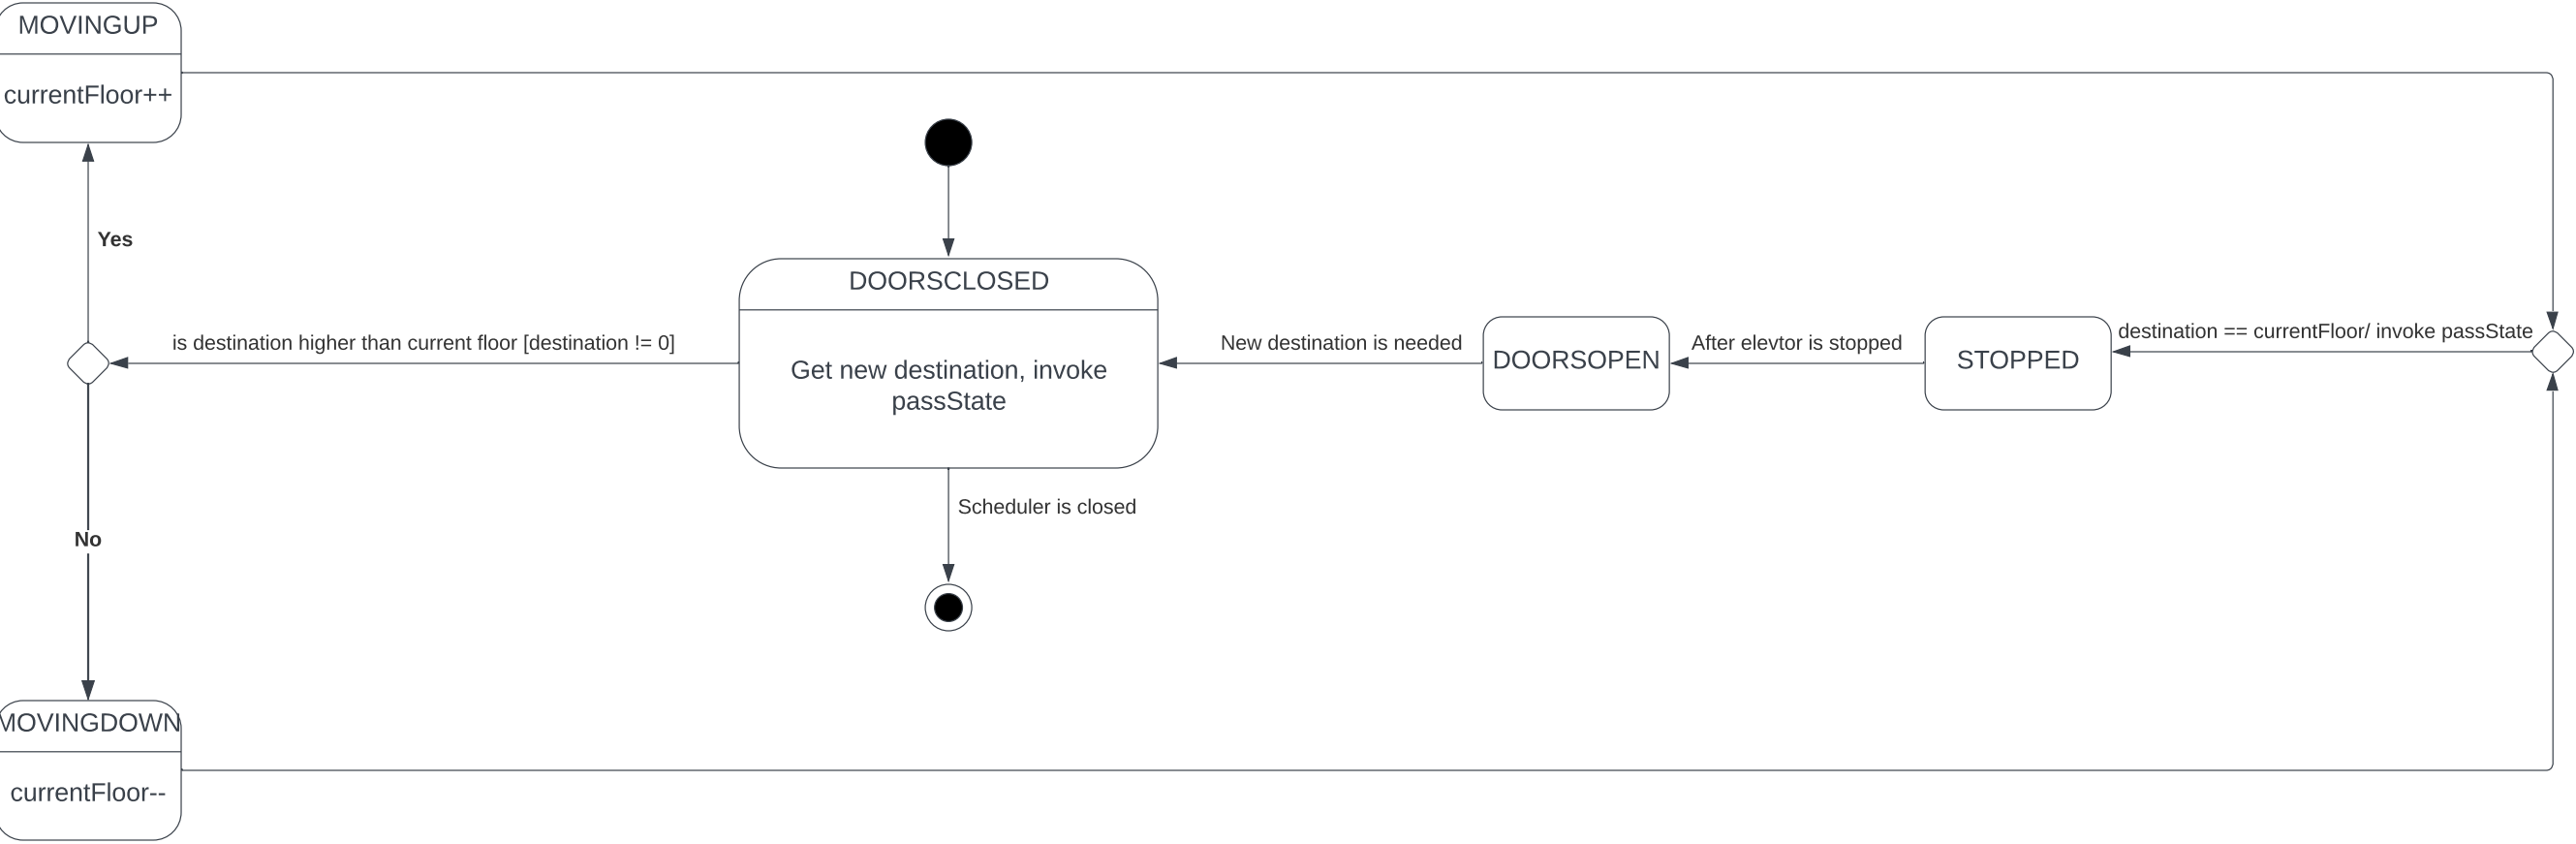 MOVINGUP
currentFloor++
Yes
DOORSCLOSED
is destination higher than current floor [destination != 0]
New destination is needed
After elevtor is stopped
destination == currentFloor/ invoke passState
DOORSOPEN
STOPPED
Get new destination, invoke
passState
Scheduler is closed
No
MOVINGDOWN
currentFloor--